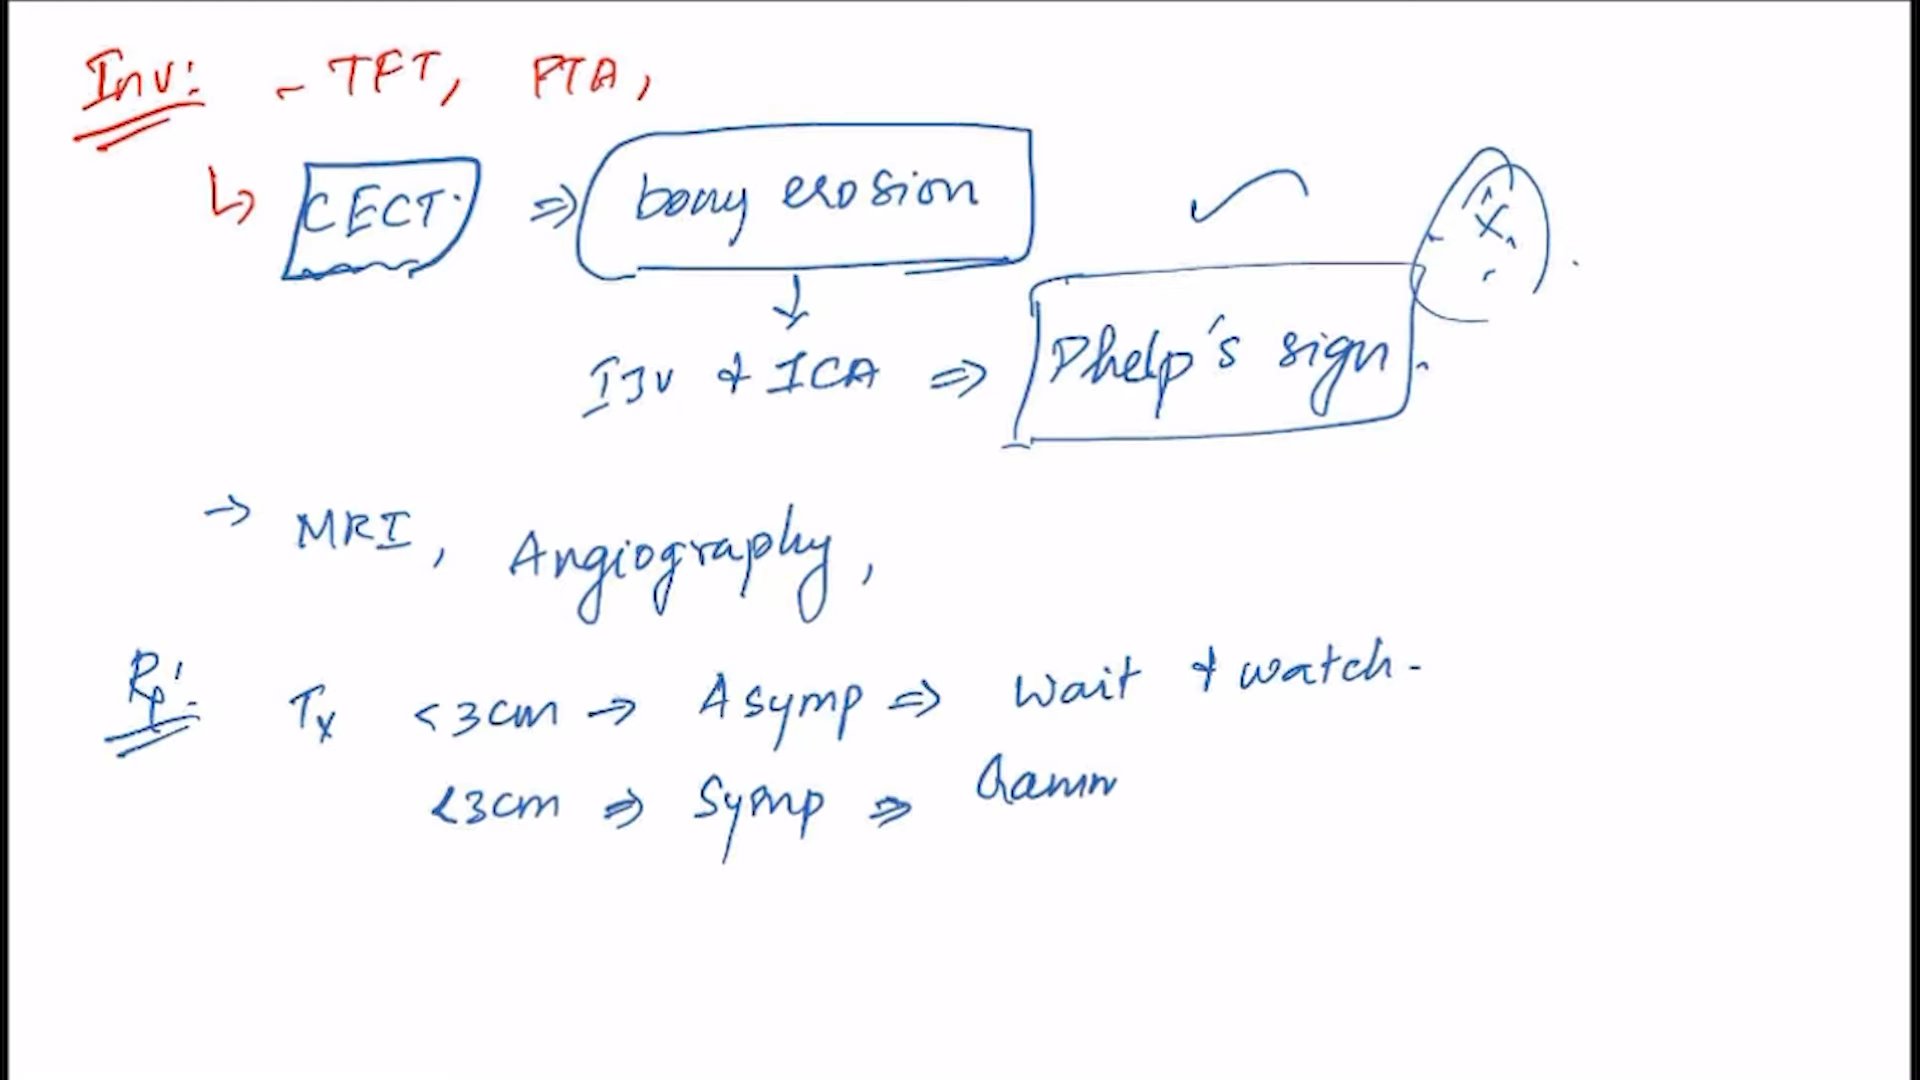 Inv: - TFT, PTA,
↳ CECT ⇒ bony erosion ✓
↓
IJV & ICA ⇒ Phelp's sign.
X
→ MRI, Angiography,
Rx: Tx <3cm → Asymp ⇒ Wait & watch.
<3cm ⇒ Symp ⇒ Gamm